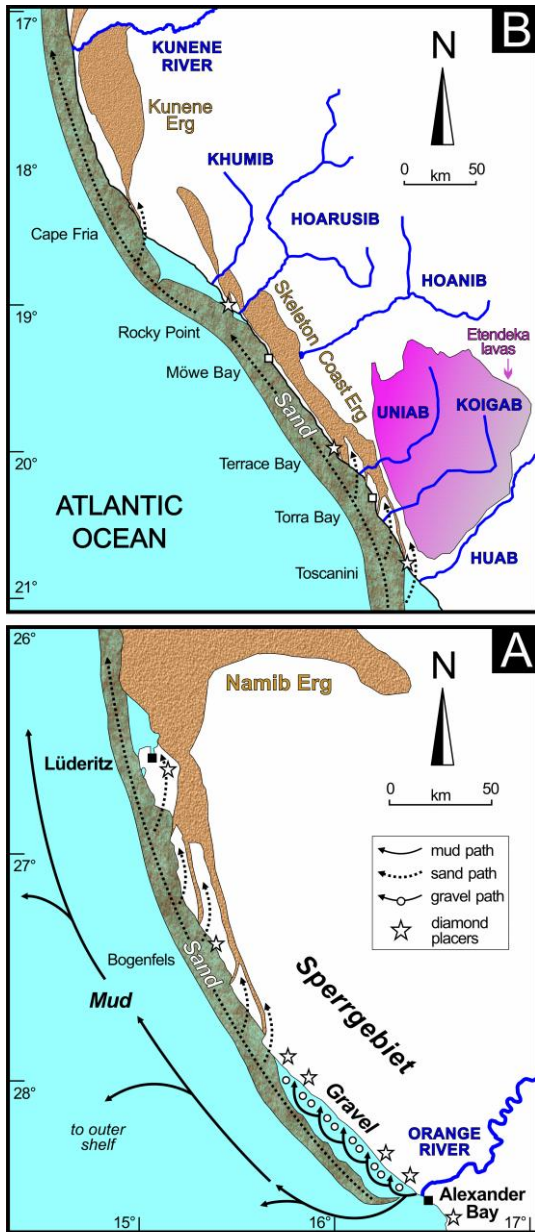 17°
B
KUNENE
RIVER
N
Kunene
Erg
0 50
km
KHUMIB
18°
HOARUSIB
Cape Fria
HOANIB
Skeleton Coast Erg
19°
Etendeka
lavas
Rocky Point
Möwe Bay
Sand
UNIAB
KOIGAB
20°
Terrace Bay
ATLANTIC
OCEAN
Torra Bay
HUAB
Toscanini
21°
26°
A
Namib Erg
N
Lüderitz
0 50
km
27°
mud path
sand path
gravel path
diamond
placers
Bogenfels
Sand
Sperrgebiet
Mud
28°
Gravel
to outer
shelf
ORANGE
RIVER
Alexander
Bay
15° 16° 17°